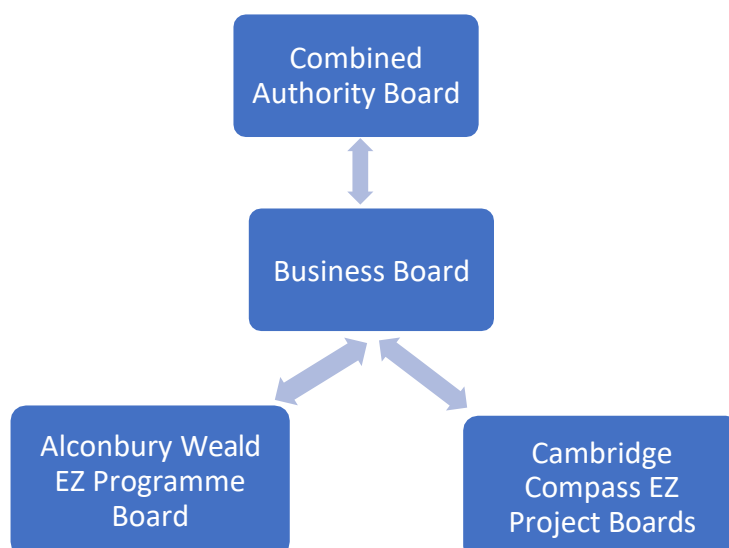 Combined
Authority Board
Business Board
Alconbury Weald
EZ Programme
Board
Cambridge
Compass EZ
Project Boards